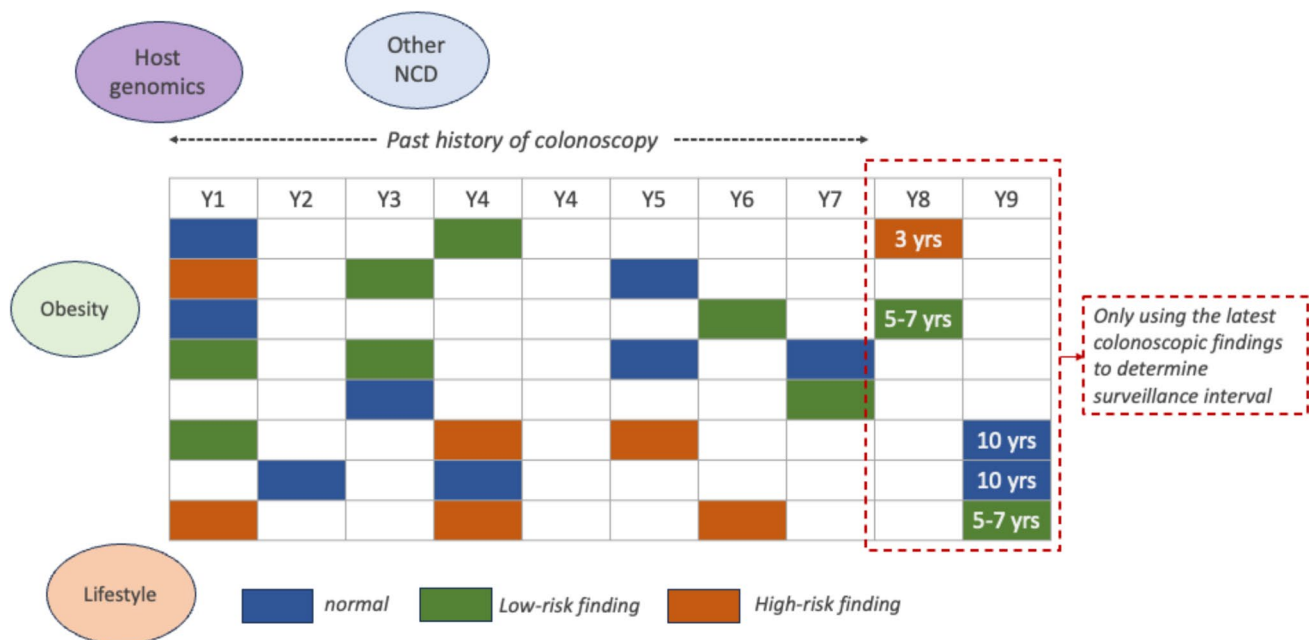 Host
genomics
Other
NCD
Past history of colonoscopy
Y1 Y2 Y3 Y4 Y4 Y5 Y6 Y7 Y8 Y9
3 yrs
Obesity
5-7 yrs
Only using the latest
colonoscopic findings
to determine
surveillance interval
10 yrs
10 yrs
5-7 yrs
Lifestyle
normal Low-risk finding High-risk finding